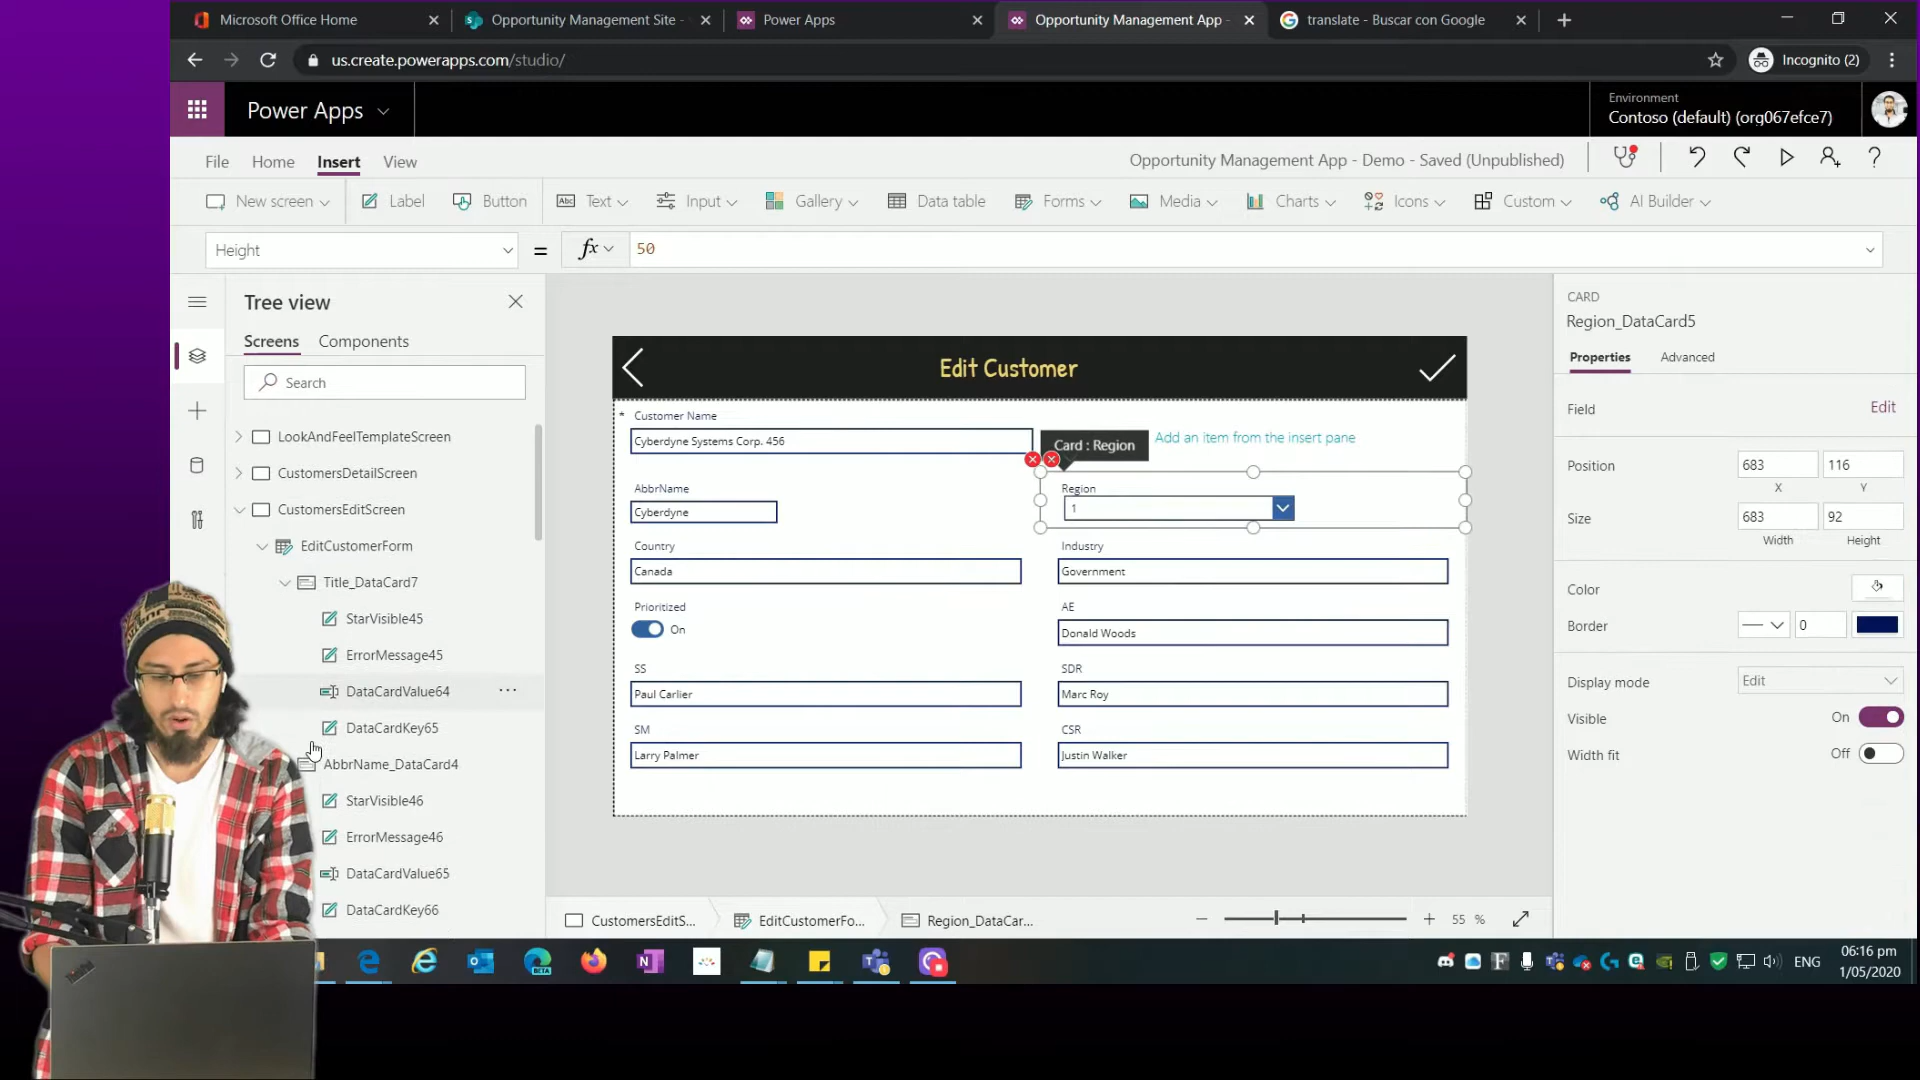 Microsoft Office Home
Opportunity Management Site -
Power Apps
Opportunity Management App -
translate - Buscar con Google
us.create.powerapps.com/studio/
Incognito (2)
Power Apps
Environment
Contoso (default) (org067efce7)
File
Home
Insert
View
Opportunity Management App - Demo - Saved (Unpublished)
New screen
Label
Button
Abc
Text
Input
Gallery
Data table
Forms
Media
Charts
Icons
Custom
AI Builder
Height
=
fx
50
Tree view
Screens
Components
Search
LookAndFeelTemplateScreen
CustomersDetailScreen
CustomersEditScreen
EditCustomerForm
Title_DataCard7
StarVisible45
ErrorMessage45
DataCardValue64
DataCardKey65
AbbrName_DataCard4
StarVisible46
ErrorMessage46
DataCardValue65
DataCardKey66
Edit Customer
* Customer Name
Cyberdyne Systems Corp. 456
Card : Region
Add an item from the insert pane
AbbrName
Cyberdyne
Region
1
Country
Canada
Industry
Government
Prioritized
On
AE
Donald Woods
SS
Paul Carlier
SDR
Marc Roy
SM
Larry Palmer
CSR
Justin Walker
CARD
Region_DataCard5
Properties
Advanced
Field
Edit
Position
683
116
X
Y
Size
683
92
Width
Height
Color
Border
0
Display mode
Edit
Visible
On
Width fit
Off
CustomersEditS...
EditCustomerFo...
Region_DataCar...
55 %
BETA
ENG
06:16 pm
1/05/2020